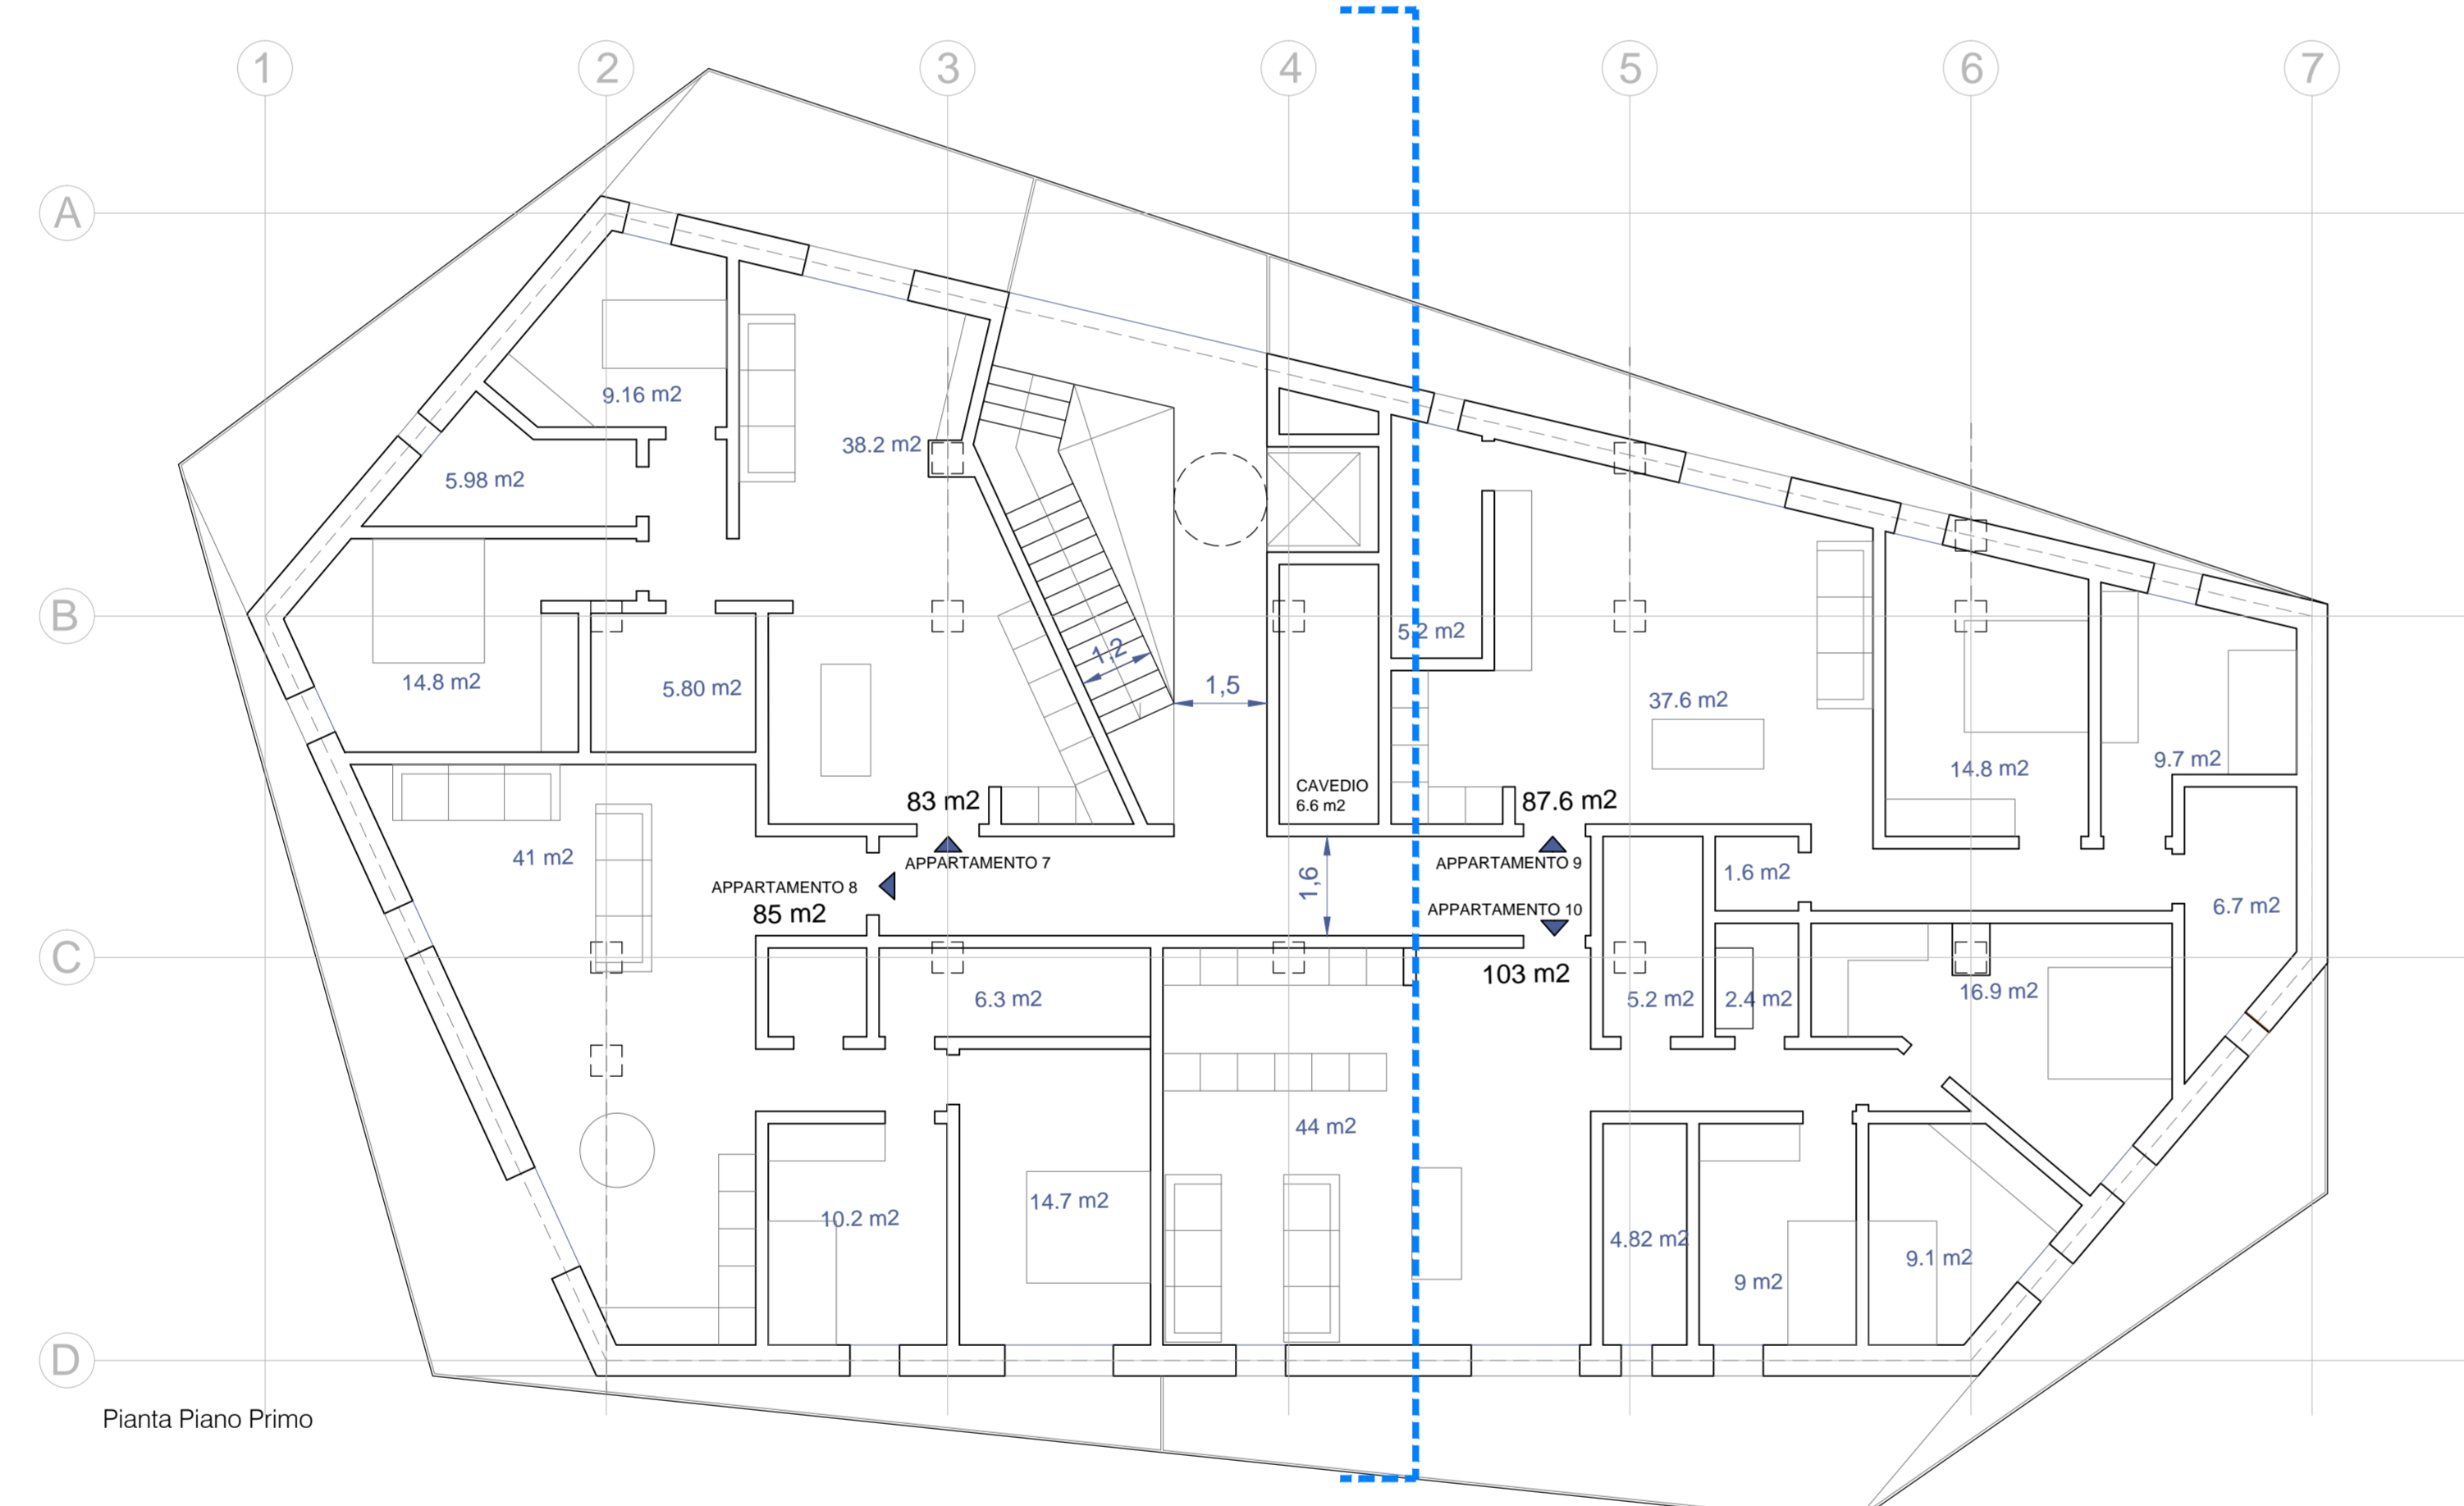 1 2 3 4 5 6 7
A
9.16 m2
38.2 m2
5.98 m2
B
5.2 m2
1.2
14.8 m2
5.80 m2
1,5
37.6 m2
9.7 m2
14.8 m2
CAVEDIO
6.6 m2
83 m2
87.6 m2
41 m2
APPARTAMENTO 7
APPARTAMENTO 9
1.6 m2
1,6
APPARTAMENTO 8
85 m2
APPARTAMENTO 10
6.7 m2
C
103 m2
6.3 m2
5.2 m2
2.4 m2
16.9 m2
44 m2
14.7 m2
10.2 m2
4.82 m2
9.1 m2
9 m2
D
Pianta Piano Primo